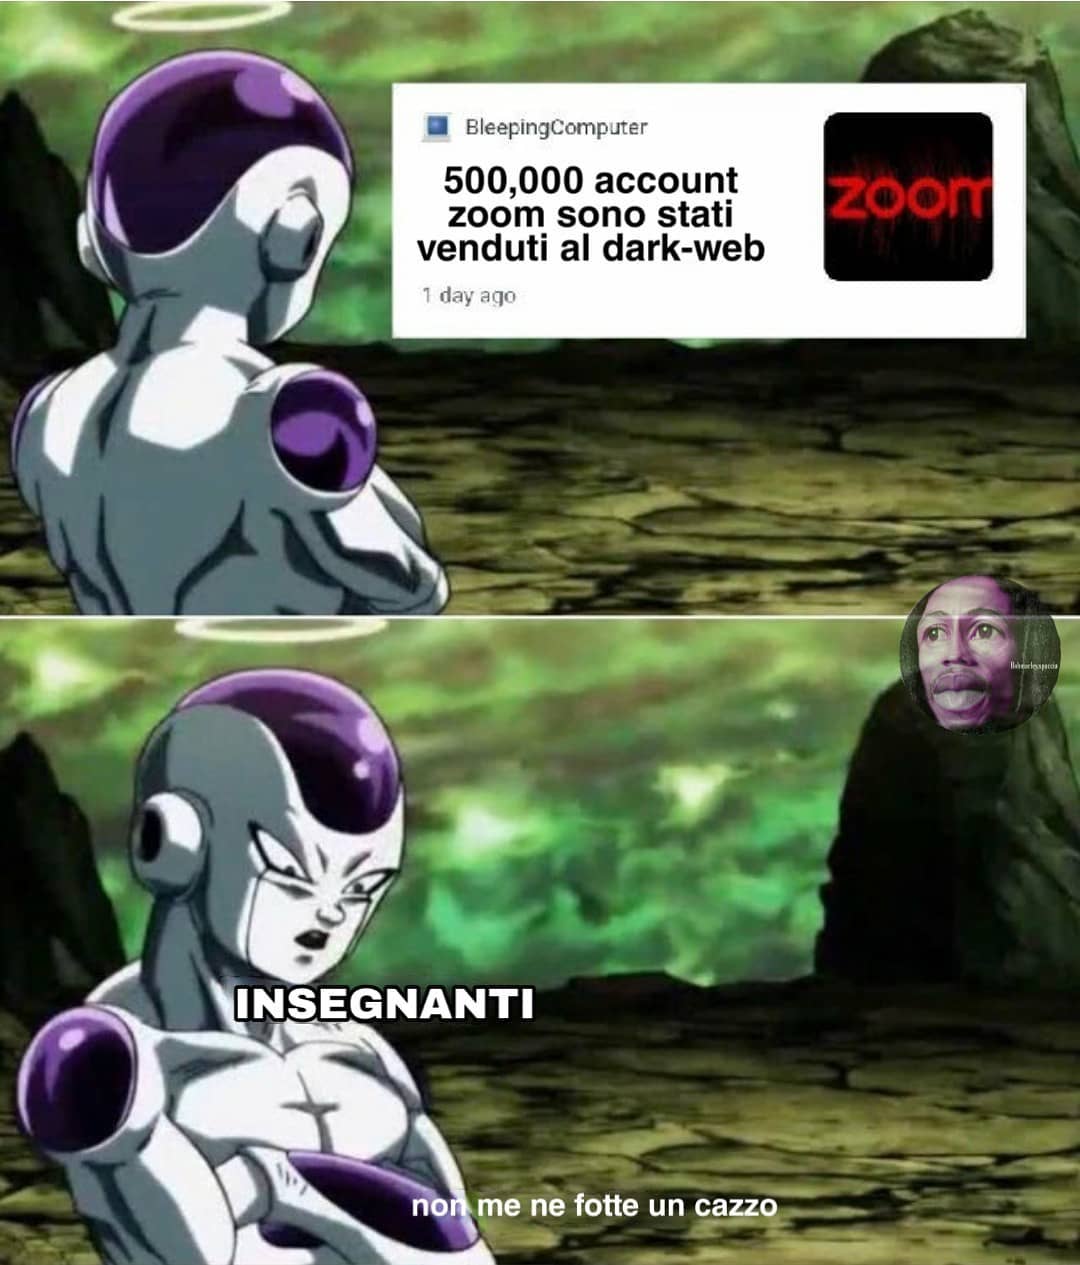 BleepingComputer
500,000 account
zoom sono stati
venduti al dark-web
1 day ago
zoom
INSEGNANTI
non me ne fotte un cazzo